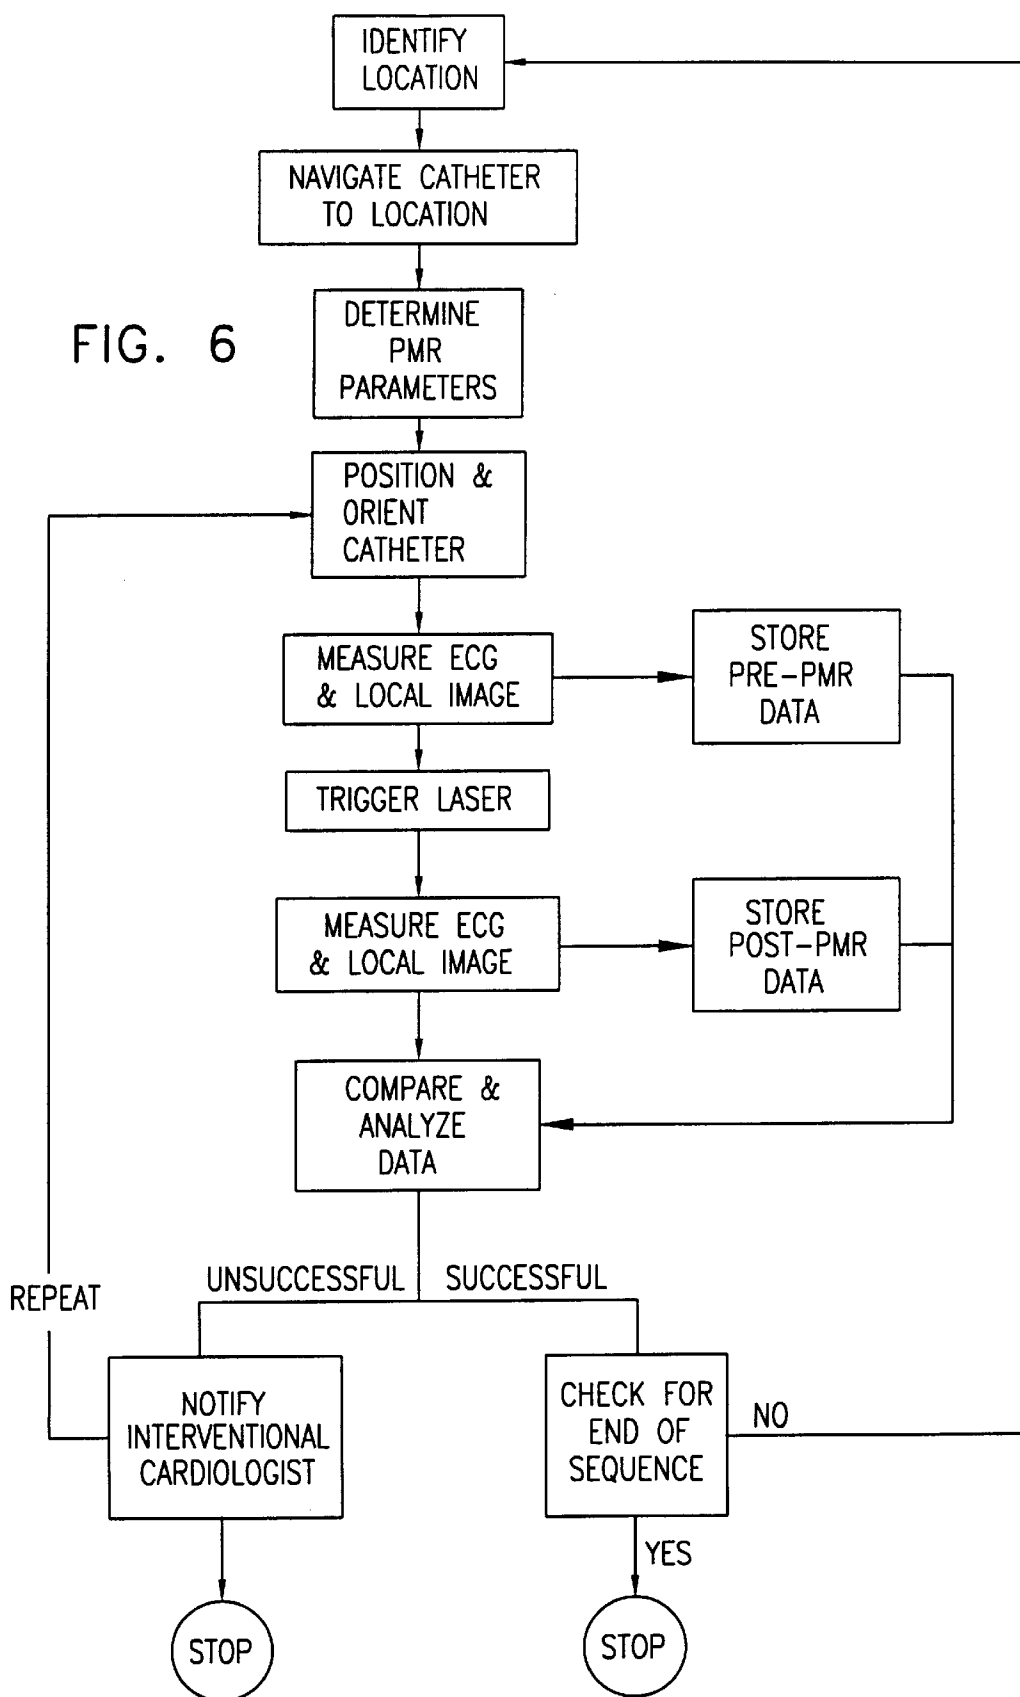 IDENTIFY
LOCATION
NAVIGATE CATHETER
TO LOCATION
FIG. 6
DETERMINE
PMR
PARAMETERS
POSITION &
ORIENT
CATHETER
MEASURE ECG
& LOCAL IMAGE
STORE
PRE-PMR
DATA
TRIGGER LASER
MEASURE ECG
& LOCAL IMAGE
STORE
POST-PMR
DATA
COMPARE &
ANALYZE
DATA
UNSUCCESSFUL
SUCCESSFUL
REPEAT
NOTIFY
INTERVENTIONAL
CARDIOLOGIST
CHECK FOR
END OF
SEQUENCE
NO
YES
STOP
STOP